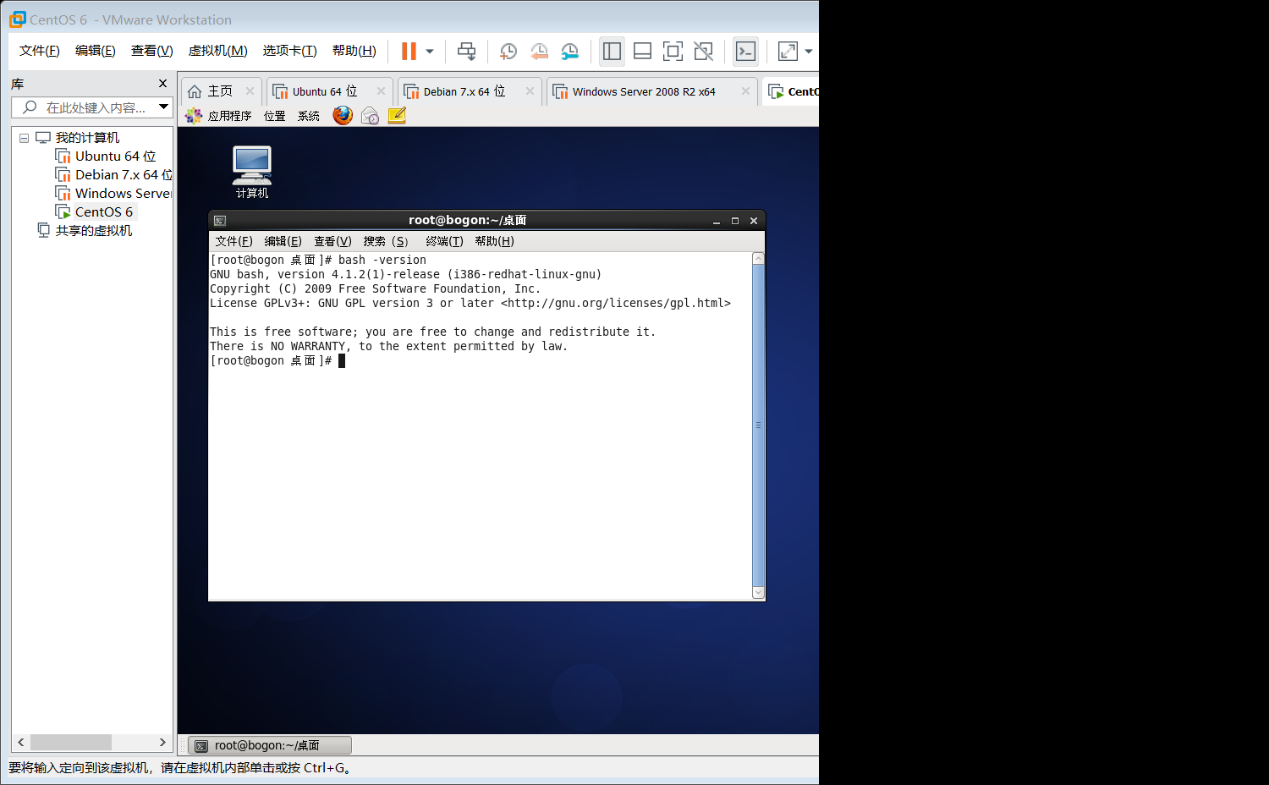 CentOS 6 - VMware Workstation
文件(F) 编辑(E) 查看(V) 虚拟机(M) 选项卡(T) 帮助(H)
库
在此处键入内容...
我的计算机
Ubuntu 64 位
Debian 7.x 64 位
Windows Serve
CentOS 6
共享的虚拟机
主页 Ubuntu 64 位 Debian 7.x 64 位 Windows Server 2008 R2 x64 CentO
应用程序 位置 系统
计算机
root@bogon:~/桌面
文件(F) 编辑(E) 查看(V) 搜索 (S) 终端(T) 帮助(H)
[root@bogon 桌面]# bash -version
GNU bash, version 4.1.2(1)-release (i386-redhat-linux-gnu)
Copyright (C) 2009 Free Software Foundation, Inc.
License GPLv3+: GNU GPL version 3 or later <http://gnu.org/licenses/gpl.html>
This is free software; you are free to change and redistribute it.
There is NO WARRANTY, to the extent permitted by law.
[root@bogon 桌面]#
root@bogon:~/桌面
要将输入定向到该虚拟机，请在虚拟机内部单击或按 Ctrl+G。